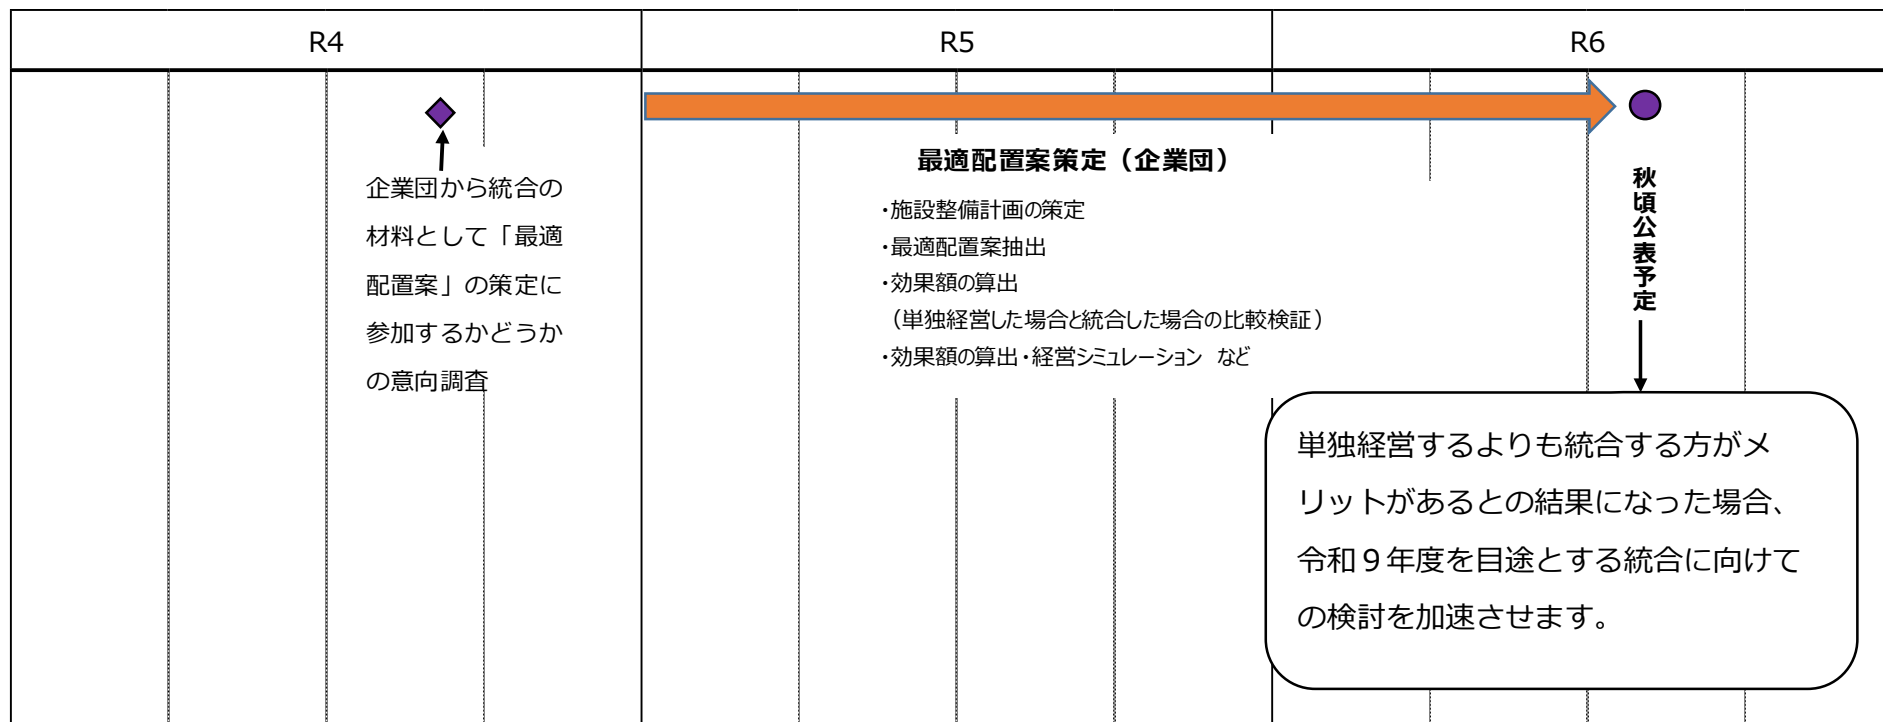 R4
R5
R6
企業団から統合の
材料として「最適
配置案」の策定に
参加するかどうか
の意向調査
最適配置案策定（企業団）
・施設整備計画の策定
・最適配置案抽出
・効果額の算出
（単独経営した場合と統合した場合の比較検証）
・効果額の算出・経営シミュレーション　など
秋頃公表予定
単独経営するよりも統合する方がメ
リットがあるとの結果になった場合、
令和９年度を目途とする統合に向けて
の検討を加速させます。